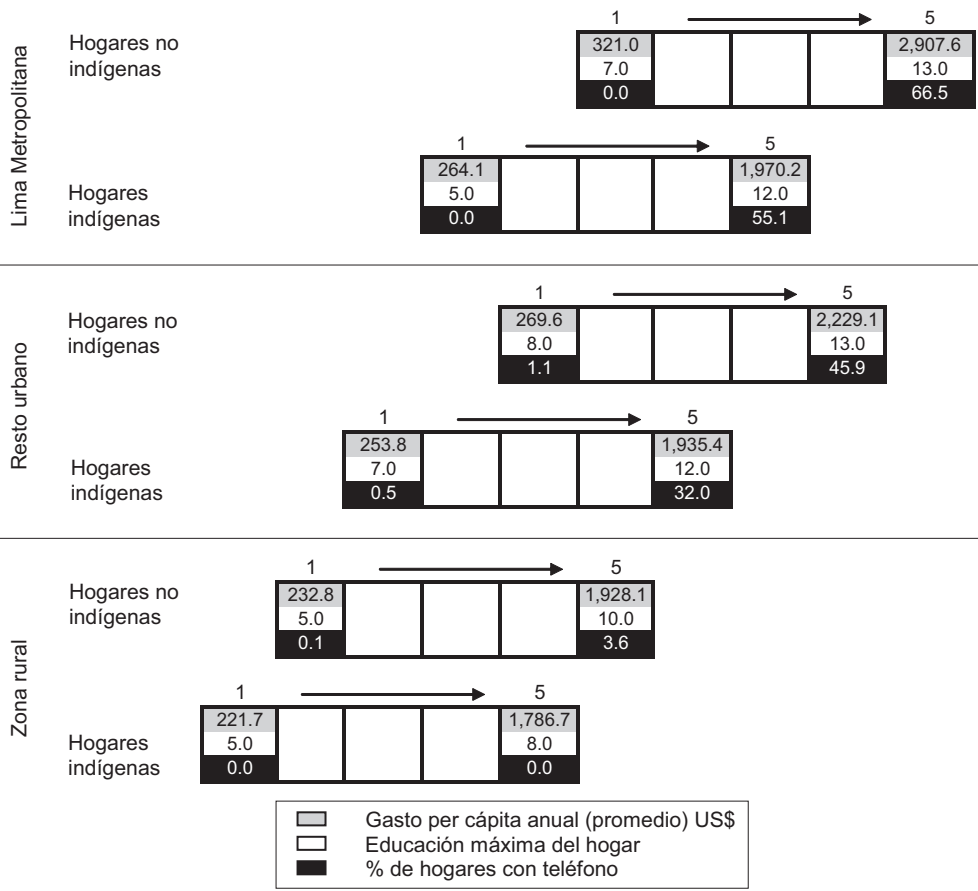 Lima Metropolitana
Hogares no
indígenas
1 5
321.0 2,907.6
7.0 13.0
0.0 66.5
Hogares
indígenas
1 5
264.1 1,970.2
5.0 12.0
0.0 55.1
Resto urbano
Hogares no
indígenas
1 5
269.6 2,229.1
8.0 13.0
1.1 45.9
Hogares
indígenas
1 5
253.8 1,935.4
7.0 12.0
0.5 32.0
Zona rural
Hogares no
indígenas
1 5
232.8 1,928.1
5.0 10.0
0.1 3.6
Hogares
indígenas
1 5
221.7 1,786.7
5.0 8.0
0.0 0.0
Gasto per cápita anual (promedio) US$
Educación máxima del hogar
% de hogares con teléfono